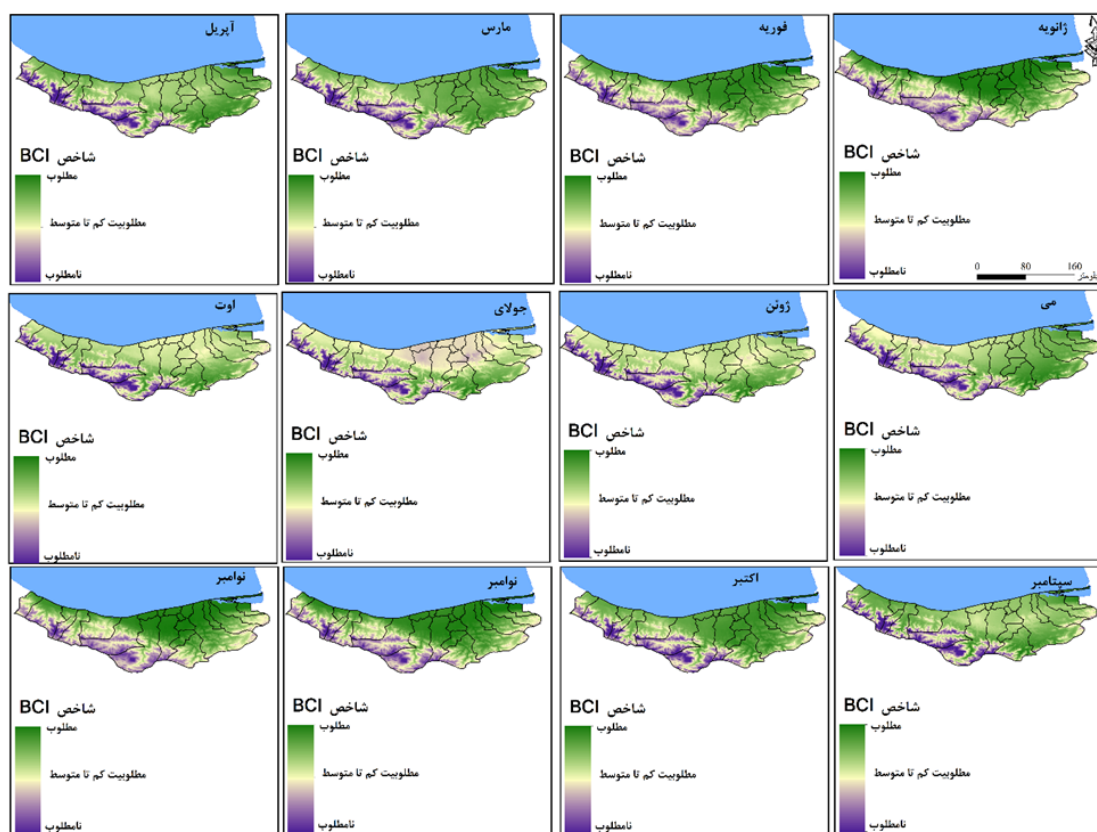 ژانویه
شاخص BCI
مطلوب
مطلوبیت کم تا متوسط
نامطلوب
0 80 160
فوریه
شاخص BCI
مطلوب
مطلوبیت کم تا متوسط
نامطلوب
مارس
شاخص BCI
مطلوب
مطلوبیت کم تا متوسط
نامطلوب
آپریل
شاخص BCI
مطلوب
مطلوبیت کم تا متوسط
نامطلوب
می
شاخص BCI
مطلوب
مطلوبیت کم تا متوسط
نامطلوب
ژوئن
شاخص BCI
مطلوب
مطلوبیت کم تا متوسط
نامطلوب
جولای
شاخص BCI
مطلوب
مطلوبیت کم تا متوسط
نامطلوب
اوت
شاخص BCI
مطلوب
مطلوبیت کم تا متوسط
نامطلوب
سپتامبر
شاخص BCI
مطلوب
مطلوبیت کم تا متوسط
نامطلوب
اکتبر
شاخص BCI
مطلوب
مطلوبیت کم تا متوسط
نامطلوب
نوامبر
شاخص BCI
مطلوب
مطلوبیت کم تا متوسط
نامطلوب
نوامبر
شاخص BCI
مطلوب
مطلوبیت کم تا متوسط
نامطلوب